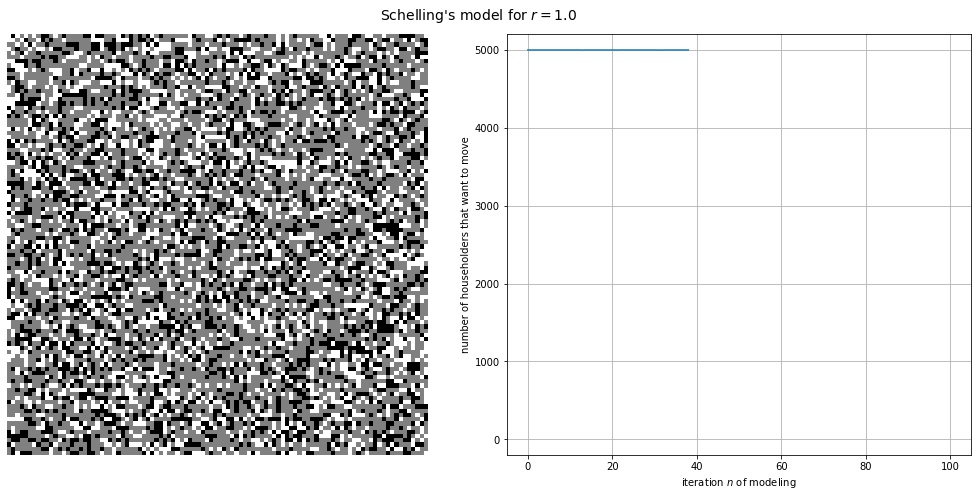 Schelling's model for r = 1.0
number of householders that want to move
5000
4000
3000
2000
1000
0
0 20 40 60 80 100
iteration n of modeling